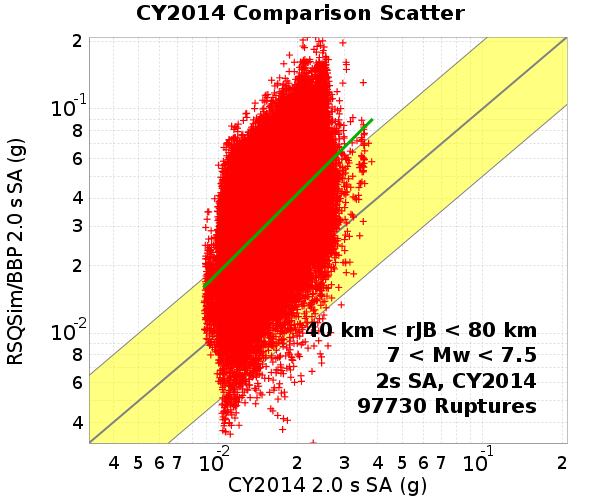 CY2014 Comparison Scatter
RSQSim/BBP 2.0 s SA (g)
2
10⁻¹
8
6
4
3
2
10⁻²
8
6
4
40 km < rJB < 80 km
7 < Mw < 7.5
2s SA, CY2014
97730 Ruptures
4 5 6 7 10⁻² 2 3 4 5 6 7 10⁻¹ 2
CY2014 2.0 s SA (g)